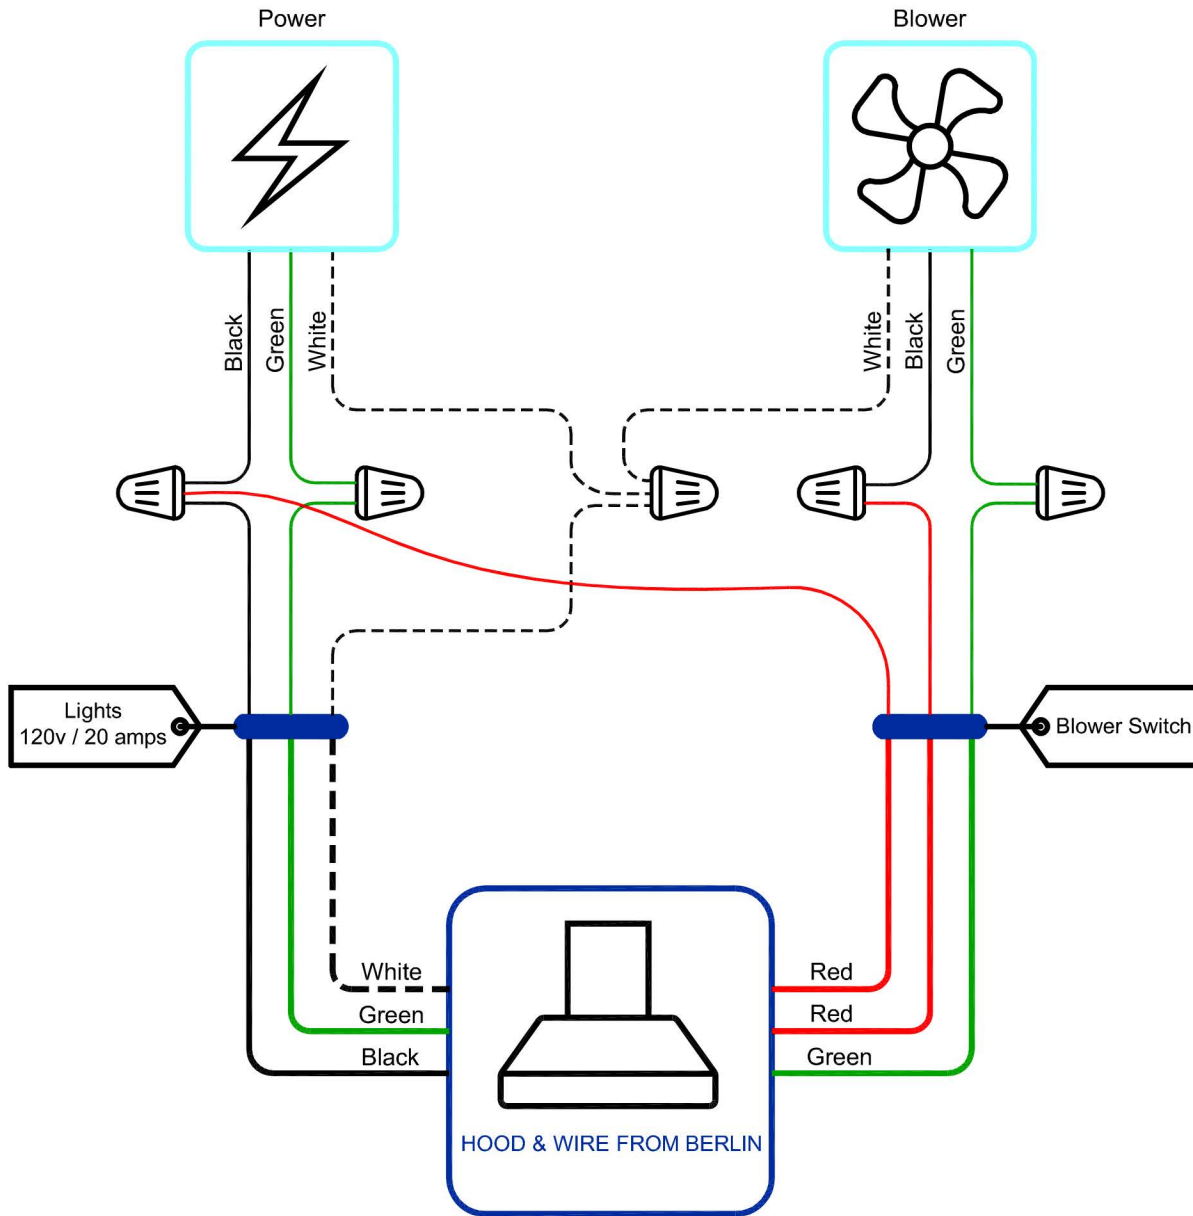 Power
Blower
Black
Green
White
White
Black
Green
Lights
120v / 20 amps
Blower Switch
White
Green
Black
Red
Red
Green
HOOD & WIRE FROM BERLIN